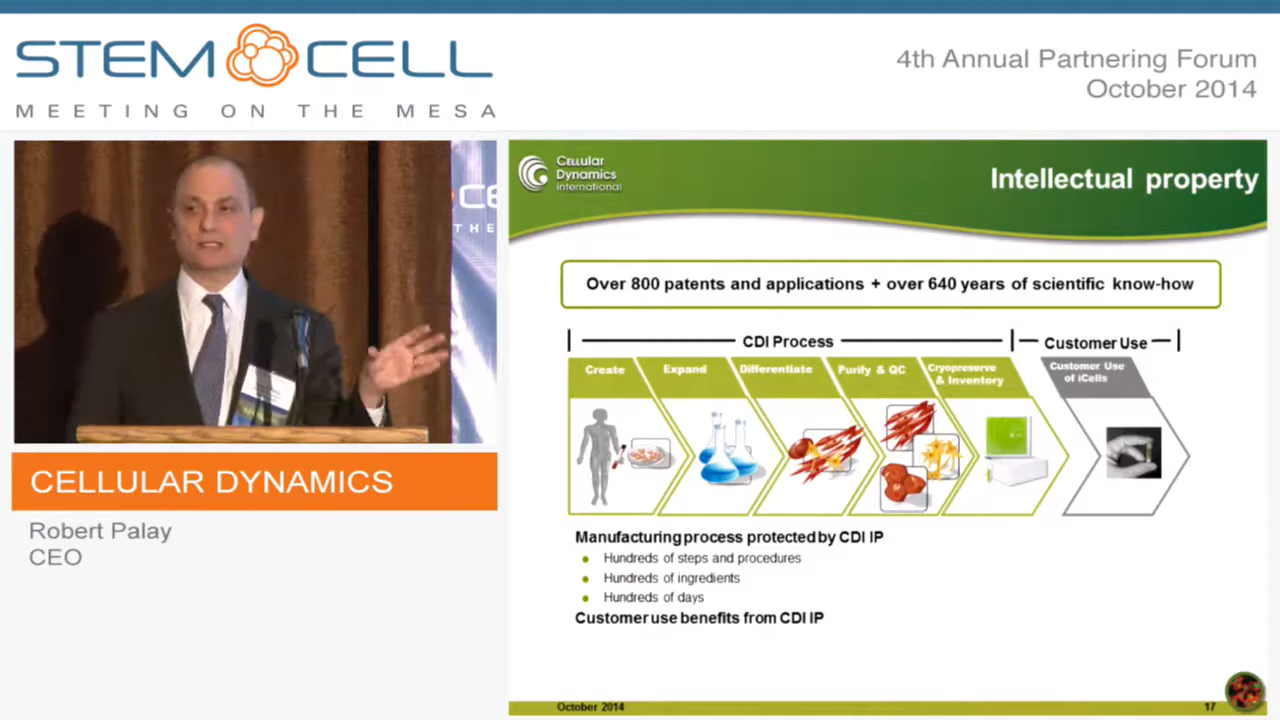 STEM CELL
MEETING ON THE MESA
4th Annual Partnering Forum
October 2014
CE
THE
CELLULAR DYNAMICS
Robert Palay
CEO
Cellular
Dynamics
International
Intellectual property
Over 800 patents and applications + over 640 years of scientific know-how
CDI Process
Customer Use
Create
Expand
Differentiate
Purify & QC
Cryopreserve
& Inventory
Customer Use
of iCells
Manufacturing process protected by CDI IP
Hundreds of steps and procedures
Hundreds of ingredients
Hundreds of days
Customer use benefits from CDI IP
October 2014
17